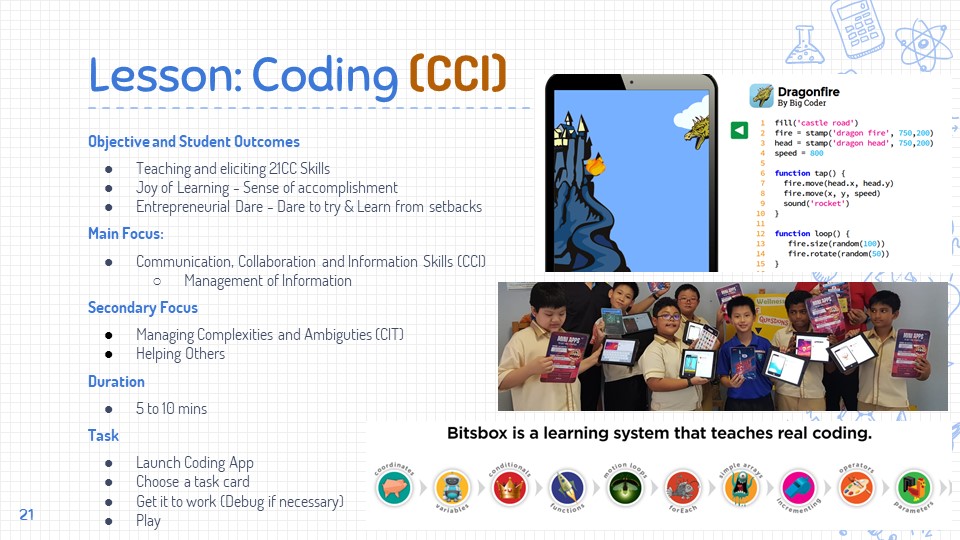 Lesson: Coding (CCI)
Objective and Student Outcomes
● Teaching and eliciting 21CC Skills
● Joy of Learning - Sense of accomplishment
● Entrepreneurial Dare - Dare to try & Learn from setbacks
Main Focus:
● Communication, Collaboration and Information Skills (CCI)
○ Management of Information
Secondary Focus
● Managing Complexities and Ambiguties (CIT)
● Helping Others
Duration
● 5 to 10 mins
Task
● Launch Coding App
● Choose a task card
● Get it to work (Debug if necessary)
● Play
21
Dragonfire
By Big Coder
1 fill('castle road')
2 fire = stamp('dragon fire', 750,200)
3 head = stamp('dragon head', 750,200)
4 speed = 800
5
6 function tap() {
7 fire.move(head.x, head.y)
8 fire.move(x, y, speed)
9 sound('rocket')
10 }
11
12 function loop() {
13 fire.size(random(100))
14 fire.rotate(random(50))
15 }
Wellness
Questions
MINI APPS
MINI APPS
Bitsbox is a learning system that teaches real coding.
coordinates
variables
conditionals
functions
motion loops
forEach
simple arrays
incrementing
operators
parameters